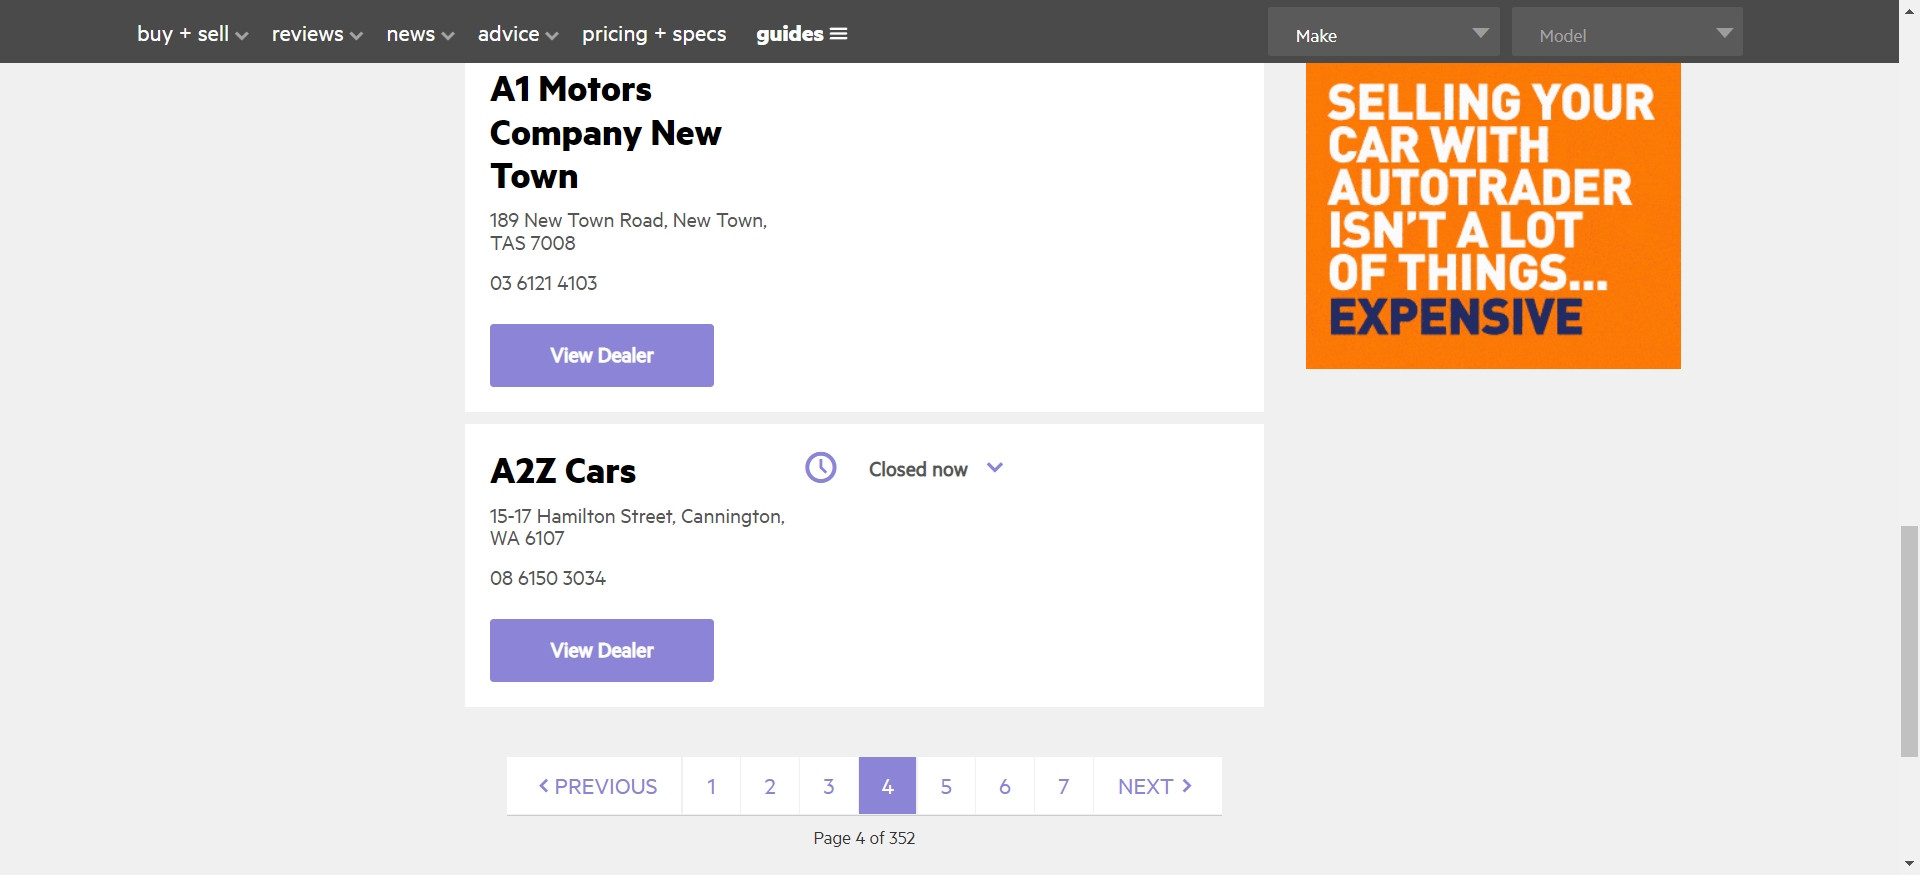 buy + sell
reviews
news
advice
pricing + specs
guides
Make
Model
A1 Motors
Company New
Town
189 New Town Road, New Town,
TAS 7008
03 6121 4103
View Dealer
SELLING YOUR
CAR WITH
AUTOTRADER
ISN'T A LOT
OF THINGS...
EXPENSIVE
A2Z Cars
Closed now
15-17 Hamilton Street, Cannington,
WA 6107
08 6150 3034
View Dealer
PREVIOUS 1 2 3 4 5 6 7 NEXT
Page 4 of 352